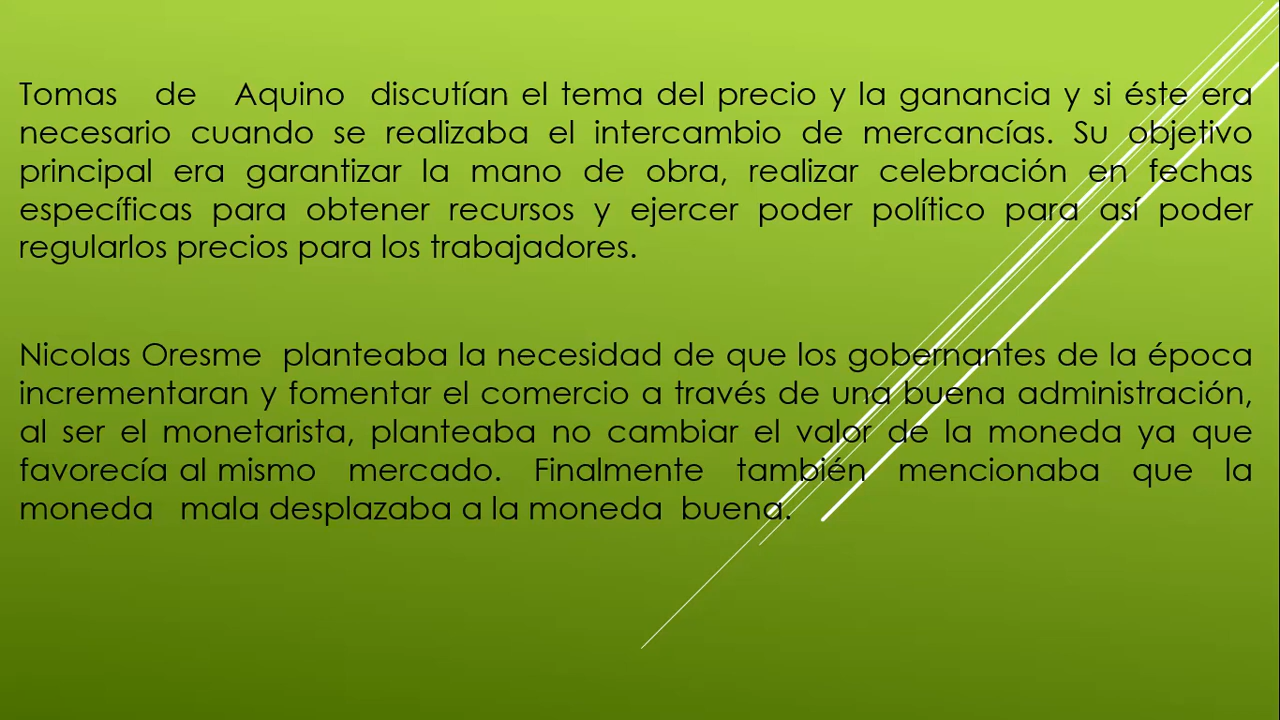 Tomas de Aquino discutían el tema del precio y la ganancia y si éste era
necesario cuando se realizaba el intercambio de mercancías. Su objetivo
principal era garantizar la mano de obra, realizar celebración en fechas
específicas para obtener recursos y ejercer poder político para así poder
regularlos precios para los trabajadores.
Nicolas Oresme planteaba la necesidad de que los gobernantes de la época
incrementaran y fomentar el comercio a través de una buena administración,
al ser el monetarista, planteaba no cambiar el valor de la moneda ya que
favorecía al mismo mercado. Finalmente también mencionaba que la
moneda mala desplazaba a la moneda buena.